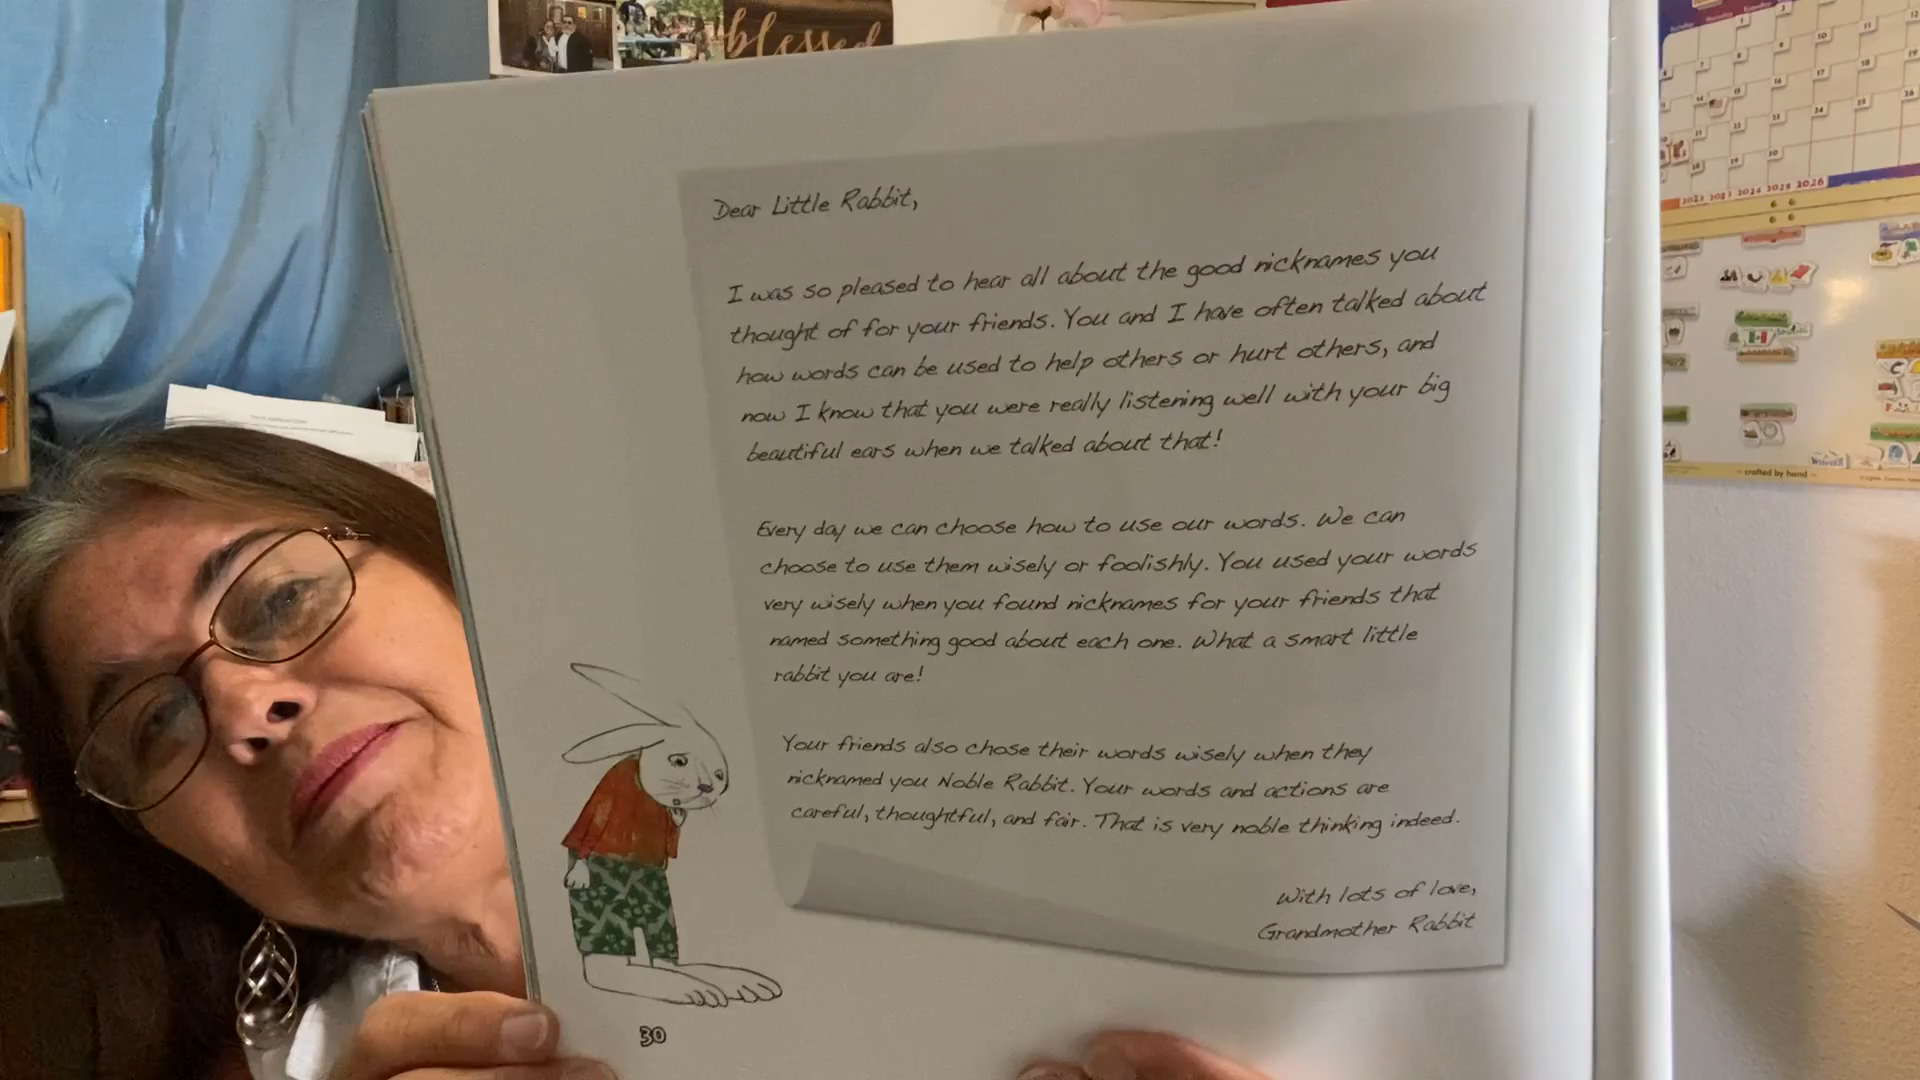 blessed
Dear Little Rabbit,
I was so pleased to hear all about the good nicknames you
thought of for your friends. You and I have often talked about
how words can be used to help others or hurt others, and
now I know that you were really listening well with your big
beautiful ears when we talked about that!
Every day we can choose how to use our words. We can
choose to use them wisely or foolishly. You used your words
very wisely when you found nicknames for your friends that
named something good about each one. What a smart little
rabbit you are!
Your friends also chose their words wisely when they
nicknamed you Noble Rabbit. Your words and actions are
careful, thoughtful, and fair. That is very noble thinking indeed.
With lots of love,
Grandmother Rabbit
30
2024 2025 2026
crafted by hand